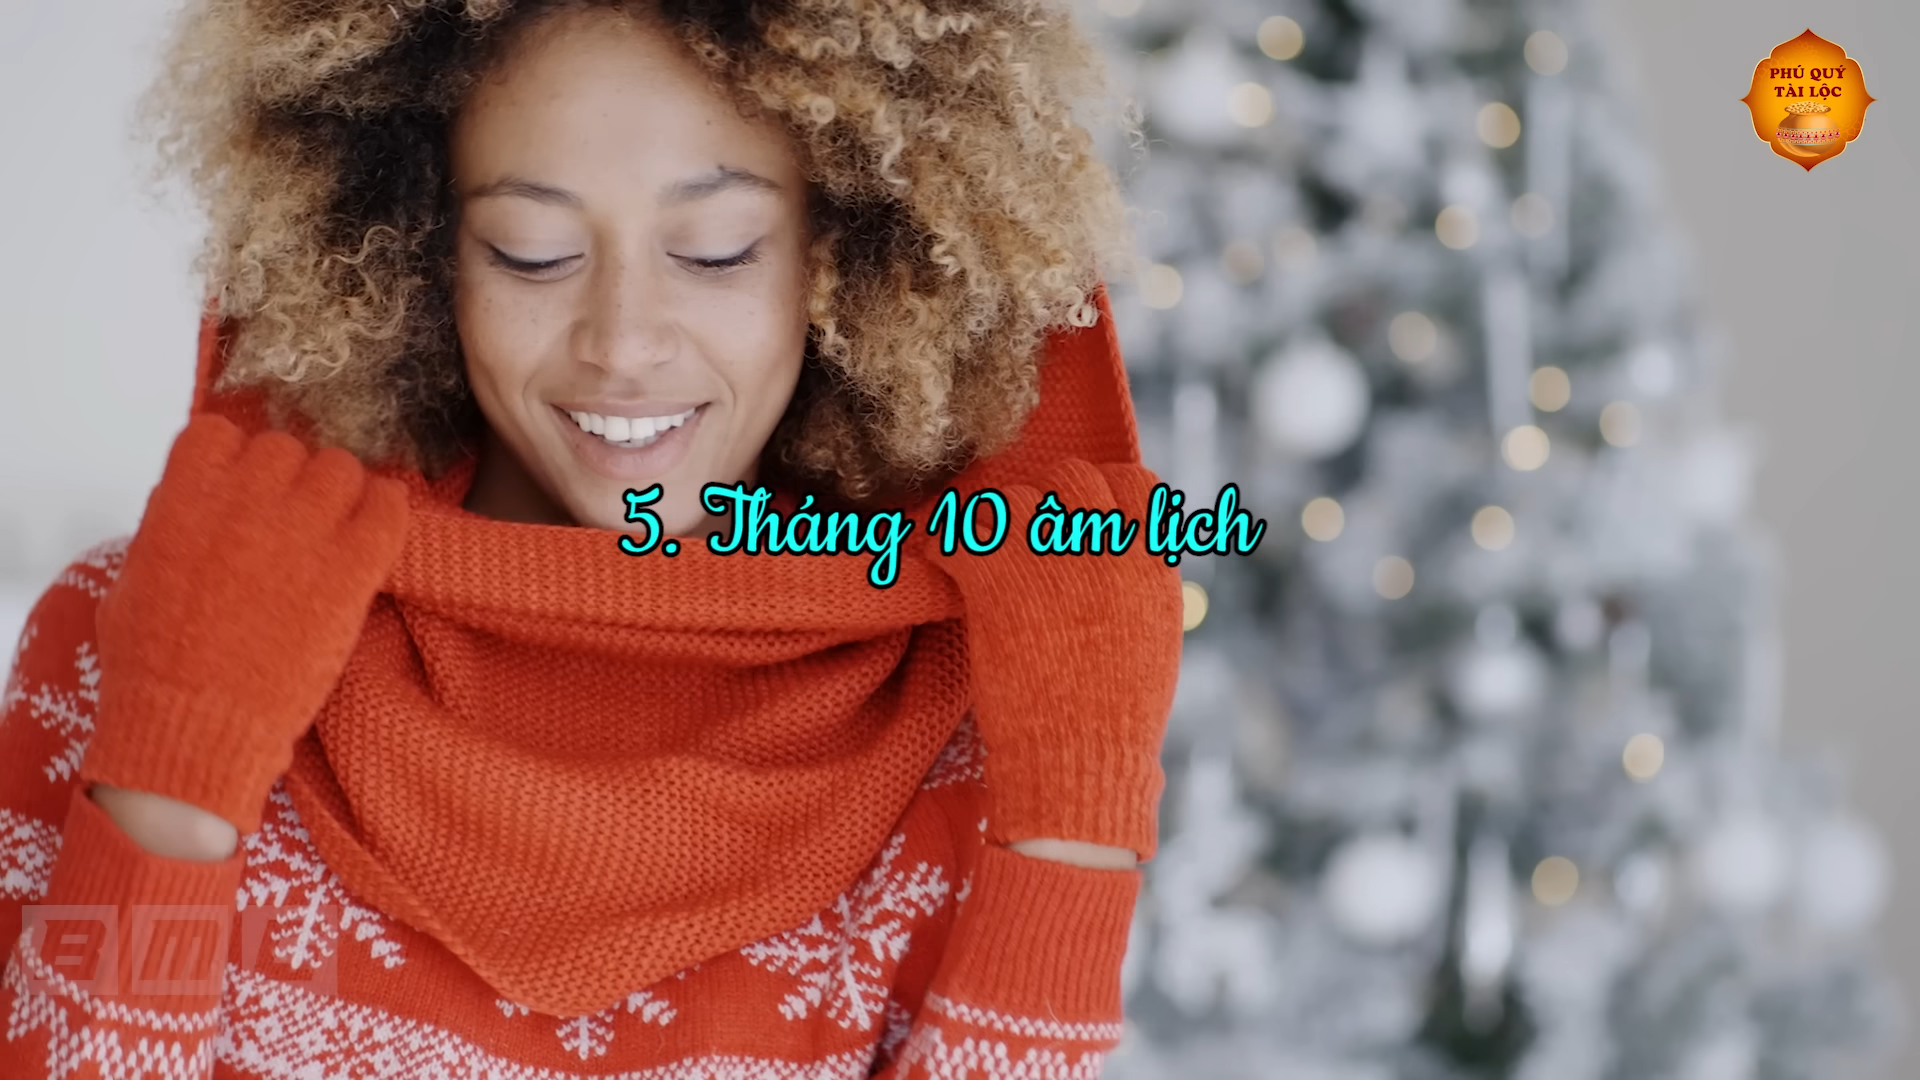 PHÚ QUÝ
TÀI LỘC
5. Tháng 10 âm lịch